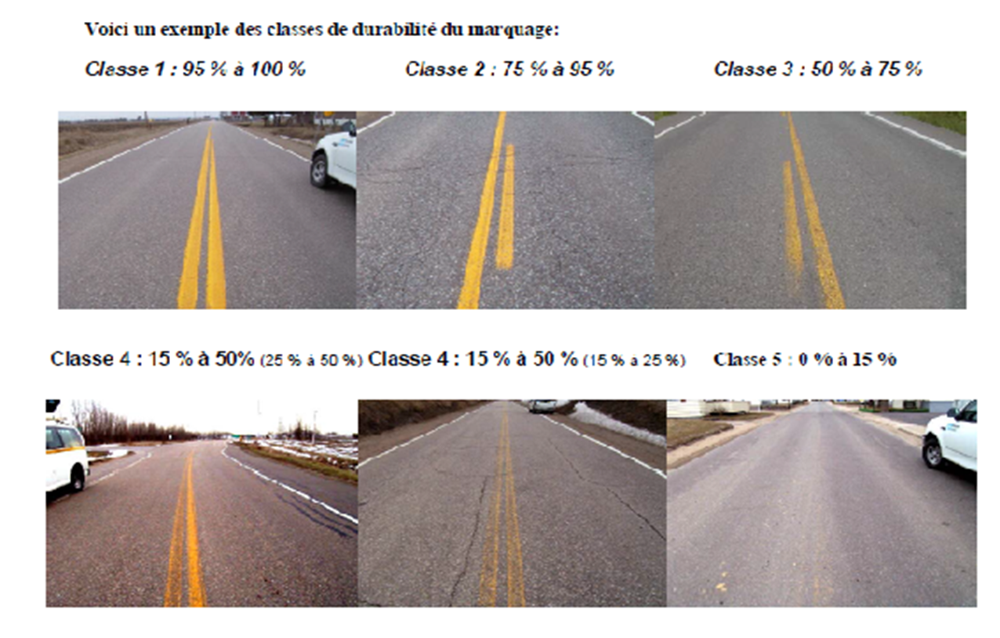 Voici un exemple des classes de durabilité du marquage:
Classe 1 : 95 % à 100 %
Classe 2 : 75 % à 95 %
Classe 3 : 50 % à 75 %
Classe 4 : 15 % à 50% (25 % à 50 %)
Classe 4 : 15 % à 50 % (15 % à 25 %)
Classe 5 : 0 % à 15 %